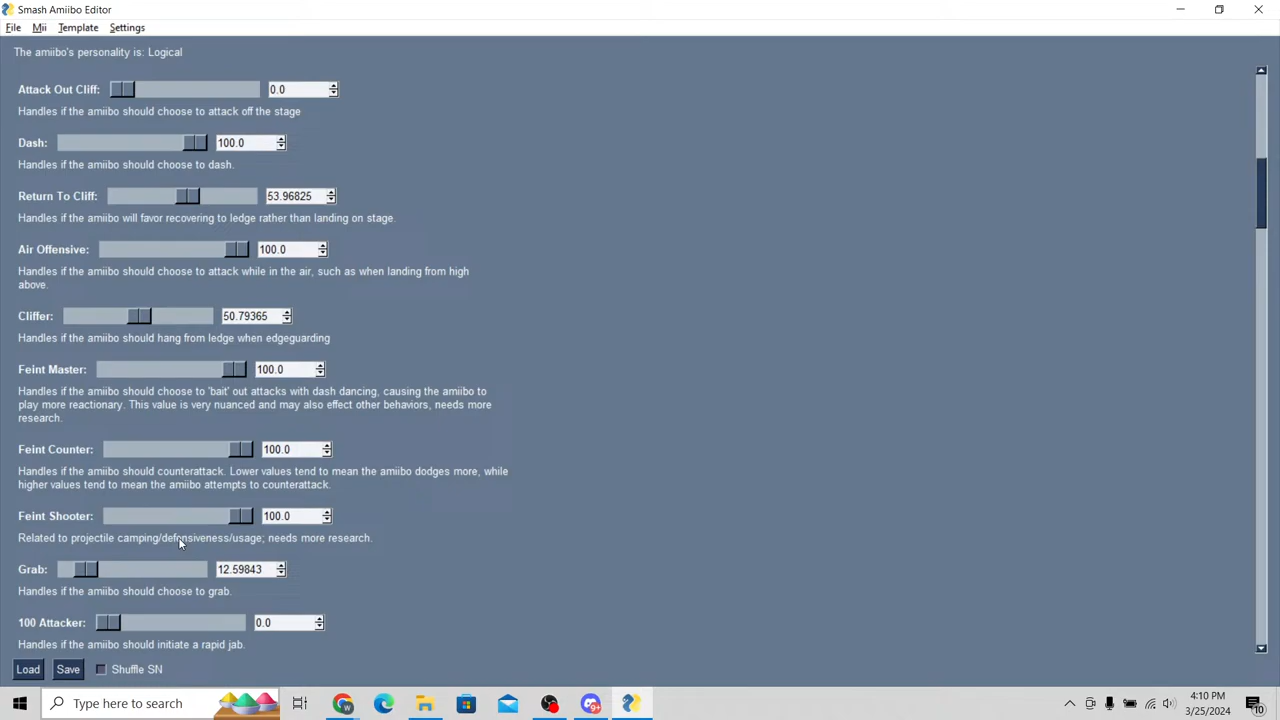 Smash Amiibo Editor
File Mii Template Settings
The amiibo's personality is: Logical
Attack Out Cliff: 0.0
Handles if the amiibo should choose to attack off the stage
Dash: 100.0
Handles if the amiibo should choose to dash.
Return To Cliff: 53.96825
Handles if the amiibo will favor recovering to ledge rather than landing on stage.
Air Offensive: 100.0
Handles if the amiibo should choose to attack while in the air, such as when landing from high
above.
Cliffer: 50.79365
Handles if the amiibo should hang from ledge when edgeguarding
Feint Master: 100.0
Handles if the amiibo should choose to 'bait' out attacks with dash dancing, causing the amiibo to
play more reactionary. This value is very nuanced and may also effect other behaviors, needs more
research.
Feint Counter: 100.0
Handles if the amiibo should counterattack. Lower values tend to mean the amiibo dodges more, while
higher values tend to mean the amiibo attempts to counterattack.
Feint Shooter: 100.0
Related to projectile camping/defensiveness/usage; needs more research.
Grab: 12.59843
Handles if the amiibo should choose to grab.
100 Attacker: 0.0
Handles if the amiibo should initiate a rapid jab.
Load Save Shuffle SN
Type here to search
9+
4:10 PM
3/25/2024
10